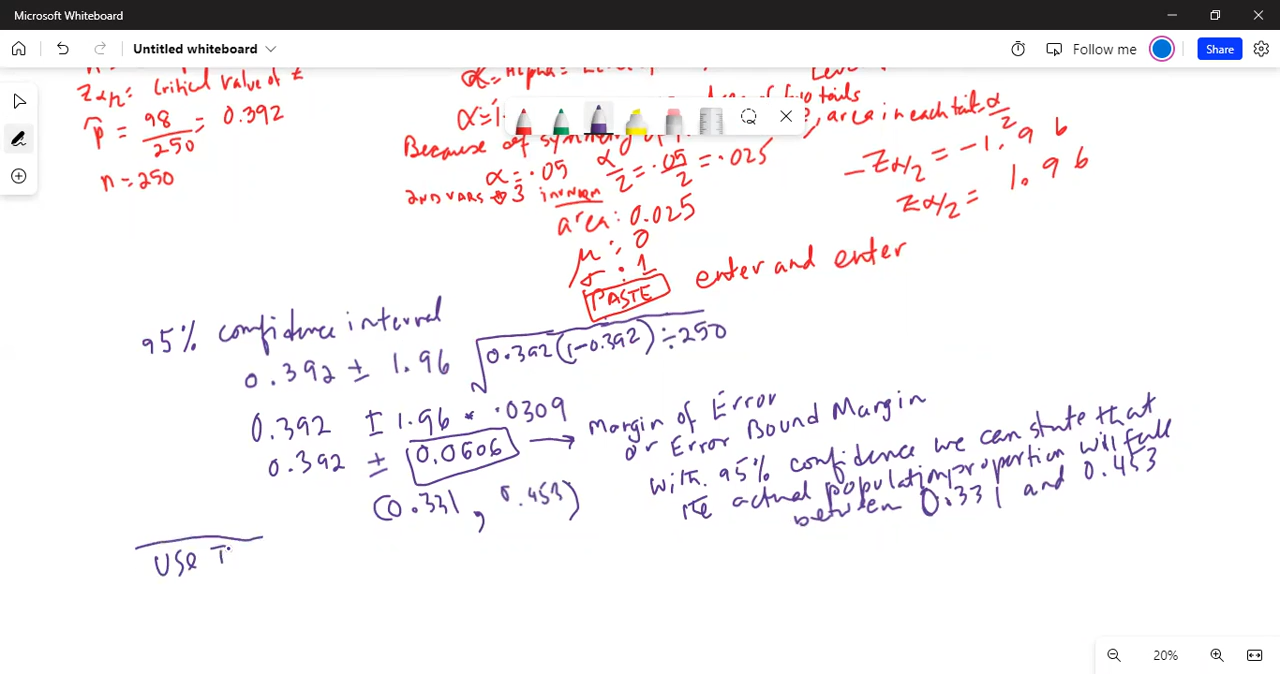 Microsoft Whiteboard
Untitled whiteboard
Follow me
Share
Zα/2 = Critical value of Z
p̂ = 98/250 = 0.392
n = 250
α = Alpha =
α = 1-
two tails
, area in each tail α/2
Because of symmetry of
α = .05 α/2 = .05/2 = .025
2nd VARS → 3 invnorm
area: 0.025
μ: 0
σ: 1
PASTE enter and enter
-Zα/2 = -1.96
Zα/2 = 1.96
95% confidence interval
0.392 ± 1.96 √0.392(1-0.392)÷250
0.392 ± 1.96 * .0309
0.392 ± 0.0606 → Margin of Error
or Error Bound Margin
(0.331, 0.453)
with 95% confidence we can state that
the actual population proportion will fall
between 0.331 and 0.453
Use T
20%